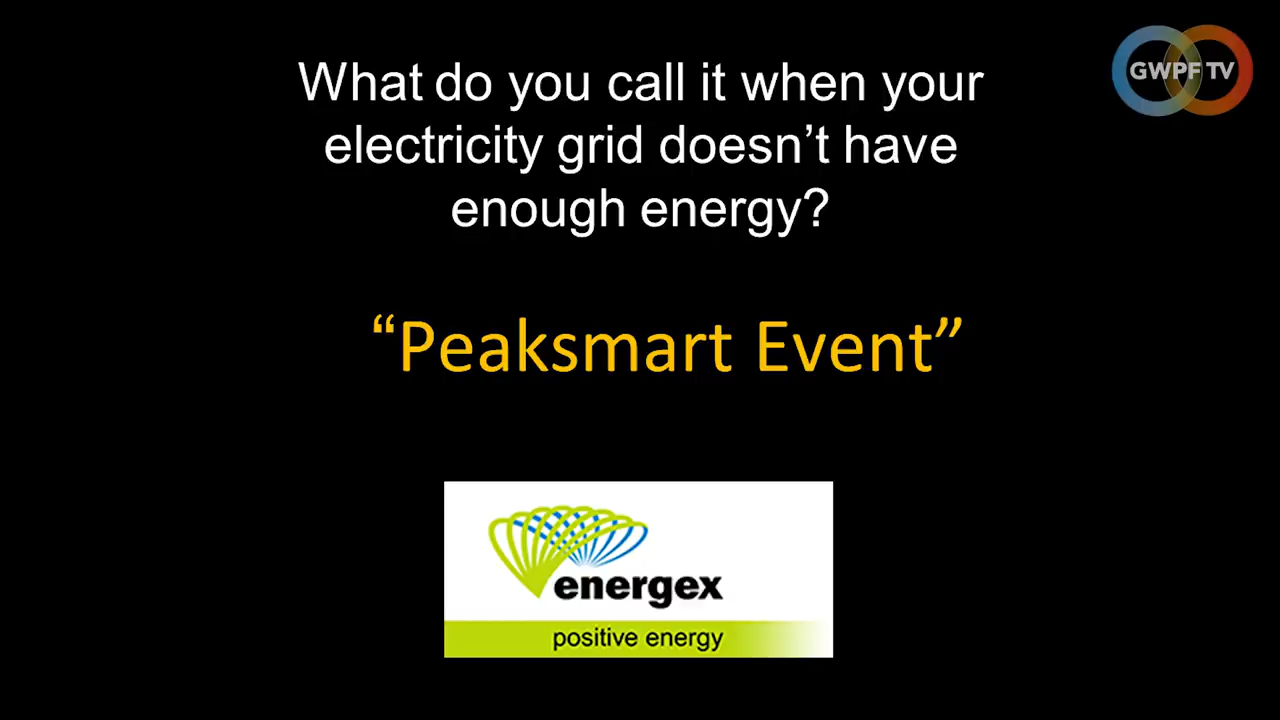 GWPF TV
What do you call it when your
electricity grid doesn’t have
enough energy?
“Peaksmart Event”
energex
positive energy